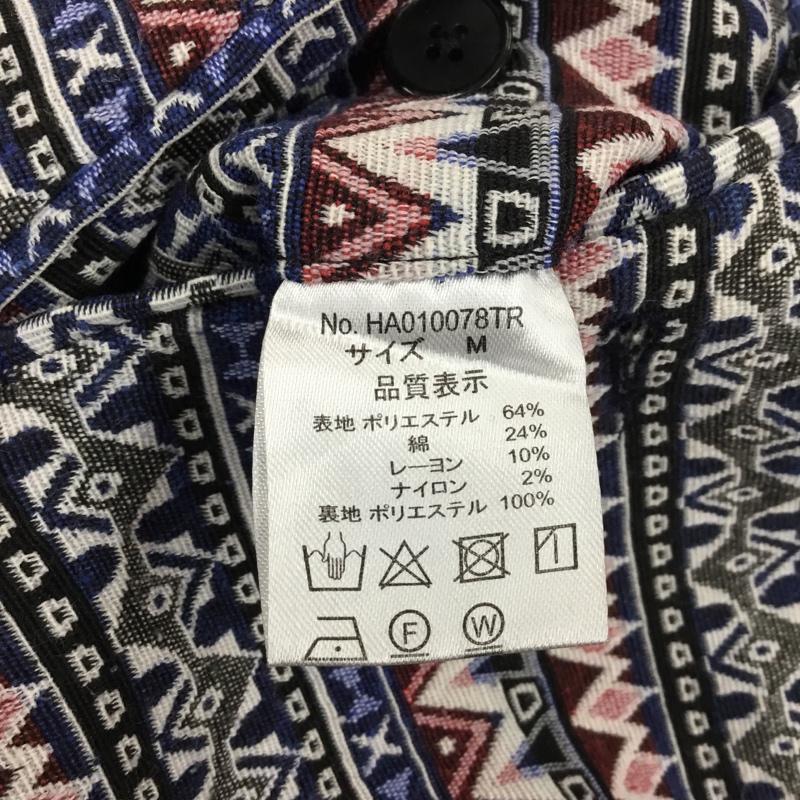 No. HA010078TR
サイズ M
品質表示
表地 ポリエステル 64%
綿 24%
レーヨン 10%
ナイロン 2%
裏地 ポリエステル 100%
F W